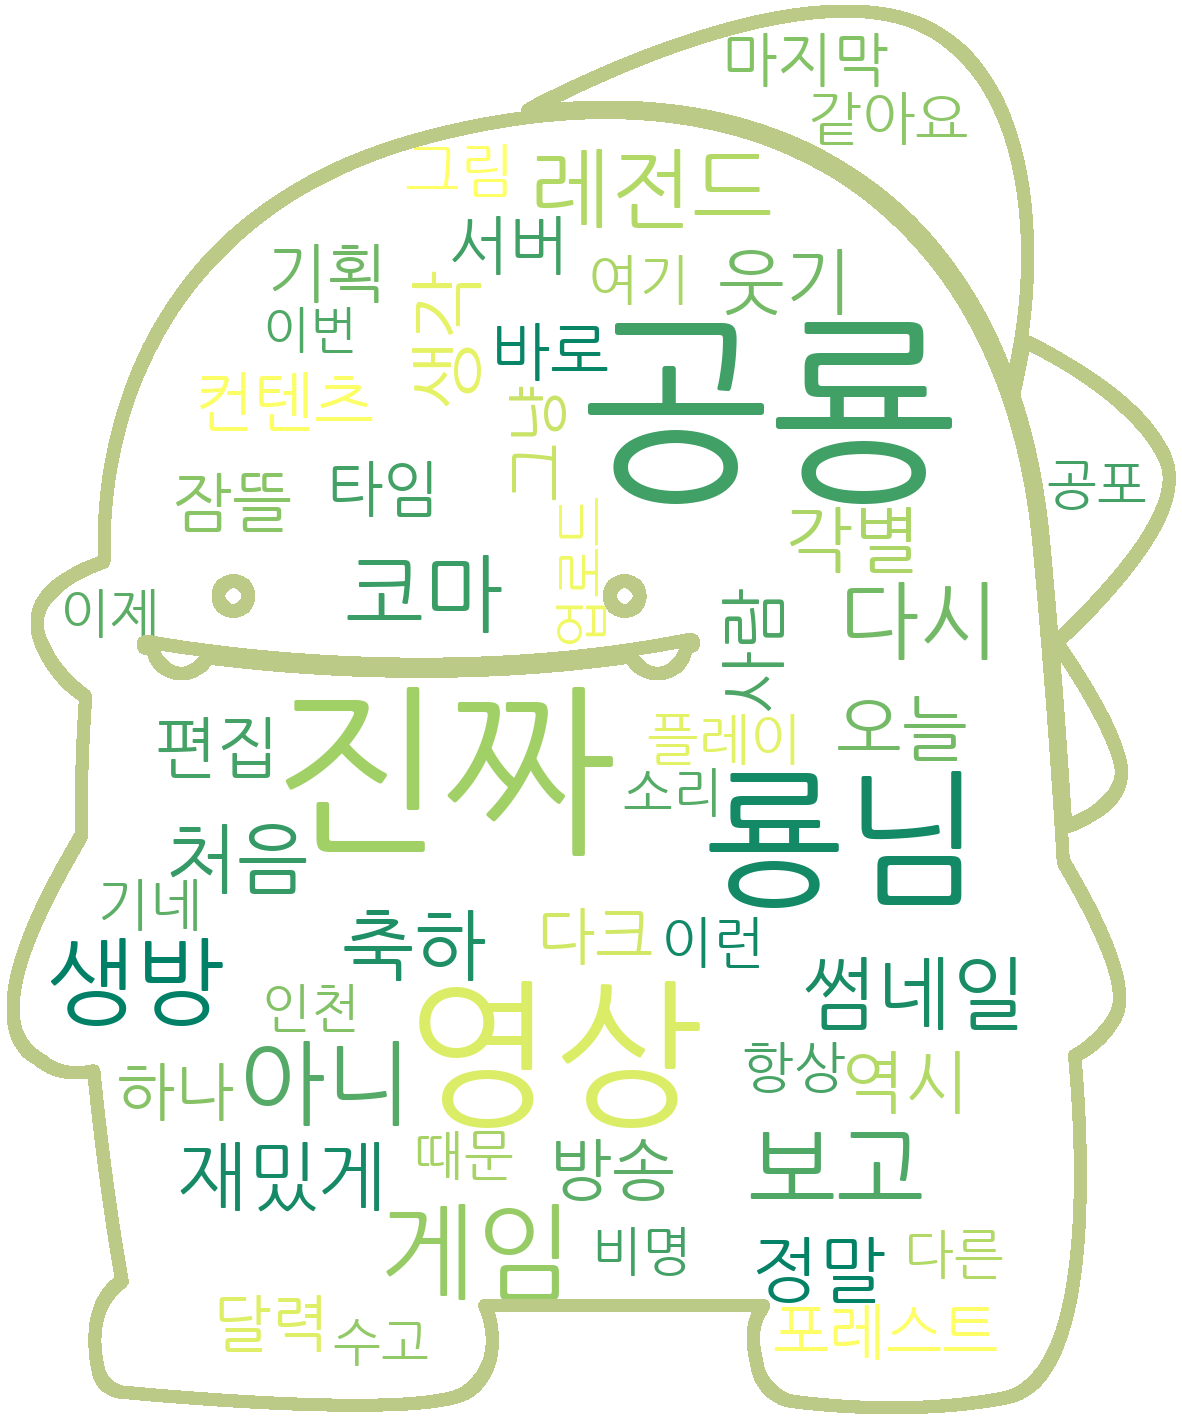 마지막
같아요
그림
레전드
서버
기획
여기
웃기
이번
생각
바로
공룡
컨텐츠
그냥
잠뜰
타임
공포
각별
업로드
코마
이제
사람
다시
진짜
편집
플레이
오늘
소리
룡님
처음
기네
축하
다크
이런
생방
썸네일
영상
인천
아니
항상
역시
하나
때문
방송
보고
재밌게
게임
비명
정말
다른
달력
수고
포레스트